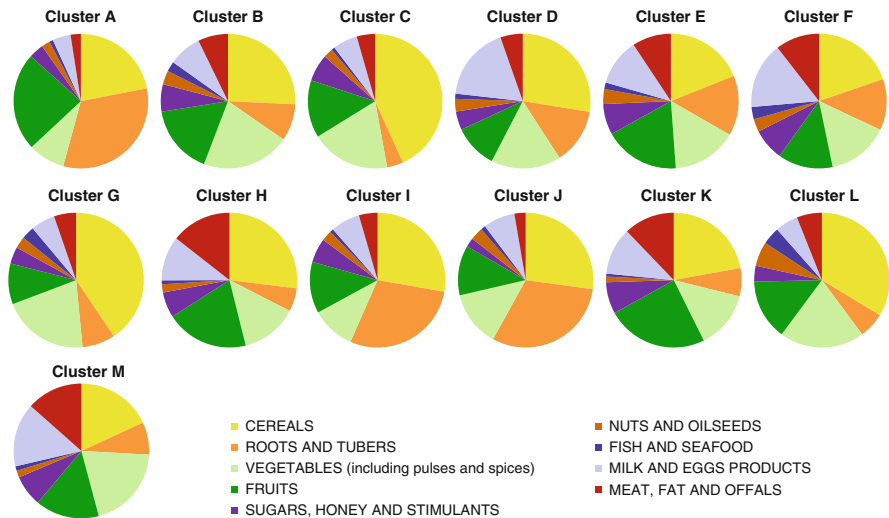 Cluster A
Cluster B
Cluster C
Cluster D
Cluster E
Cluster F
Cluster G
Cluster H
Cluster I
Cluster J
Cluster K
Cluster L
Cluster M
CEREALS
ROOTS AND TUBERS
VEGETABLES (including pulses and spices)
FRUITS
SUGARS, HONEY AND STIMULANTS
NUTS AND OILSEEDS
FISH AND SEAFOOD
MILK AND EGGS PRODUCTS
MEAT, FAT AND OFFALS